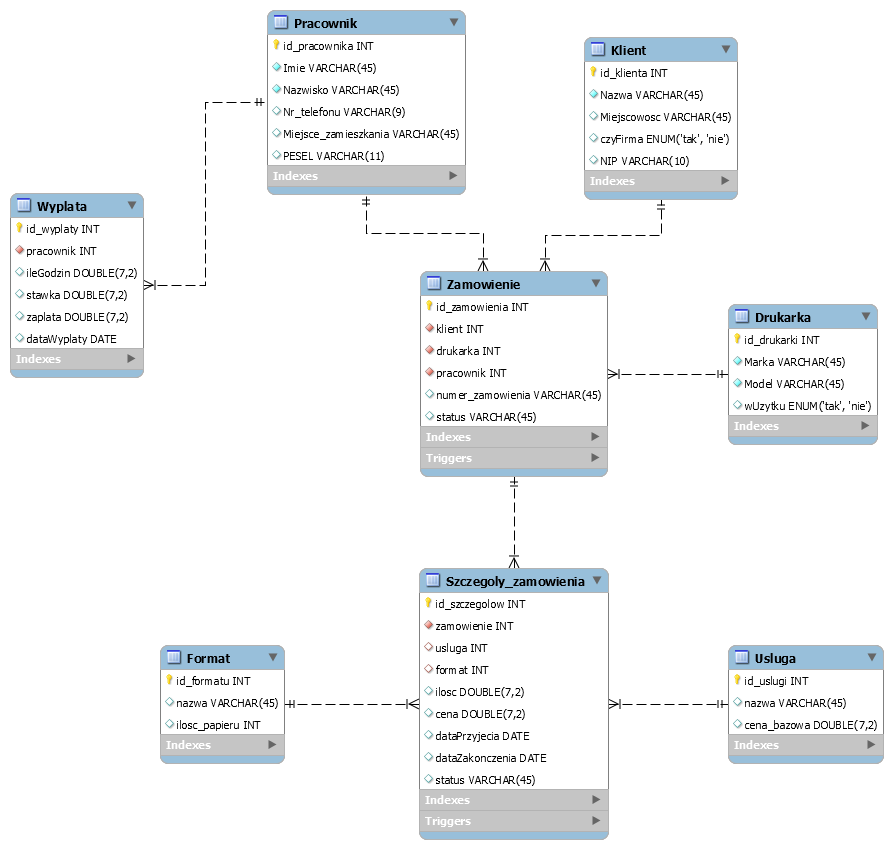 Pracownik
id_pracownika INT
Imie VARCHAR(45)
Nazwisko VARCHAR(45)
Nr_telefonu VARCHAR(9)
Miejsce_zamieszkania VARCHAR(45)
PESEL VARCHAR(11)
Indexes
Klient
id_klienta INT
Nazwa VARCHAR(45)
Miejscowosc VARCHAR(45)
czyFirma ENUM('tak', 'nie')
NIP VARCHAR(10)
Indexes
Wyplata
id_wyplaty INT
pracownik INT
ileGodzin DOUBLE(7,2)
stawka DOUBLE(7,2)
zaplata DOUBLE(7,2)
dataWyplaty DATE
Indexes
Zamowienie
id_zamowienia INT
klient INT
drukarka INT
pracownik INT
numer_zamowienia VARCHAR(45)
status VARCHAR(45)
Indexes
Triggers
Drukarka
id_drukarki INT
Marka VARCHAR(45)
Model VARCHAR(45)
wUzytku ENUM('tak', 'nie')
Indexes
Szczegoly_zamowienia
id_szczegolow INT
zamowienie INT
usluga INT
format INT
ilosc DOUBLE(7,2)
cena DOUBLE(7,2)
dataPrzyjecia DATE
dataZakonczenia DATE
status VARCHAR(45)
Indexes
Triggers
Format
id_formatu INT
nazwa VARCHAR(45)
ilosc_papieru INT
Indexes
Usluga
id_uslugi INT
nazwa VARCHAR(45)
cena_bazowa DOUBLE(7,2)
Indexes